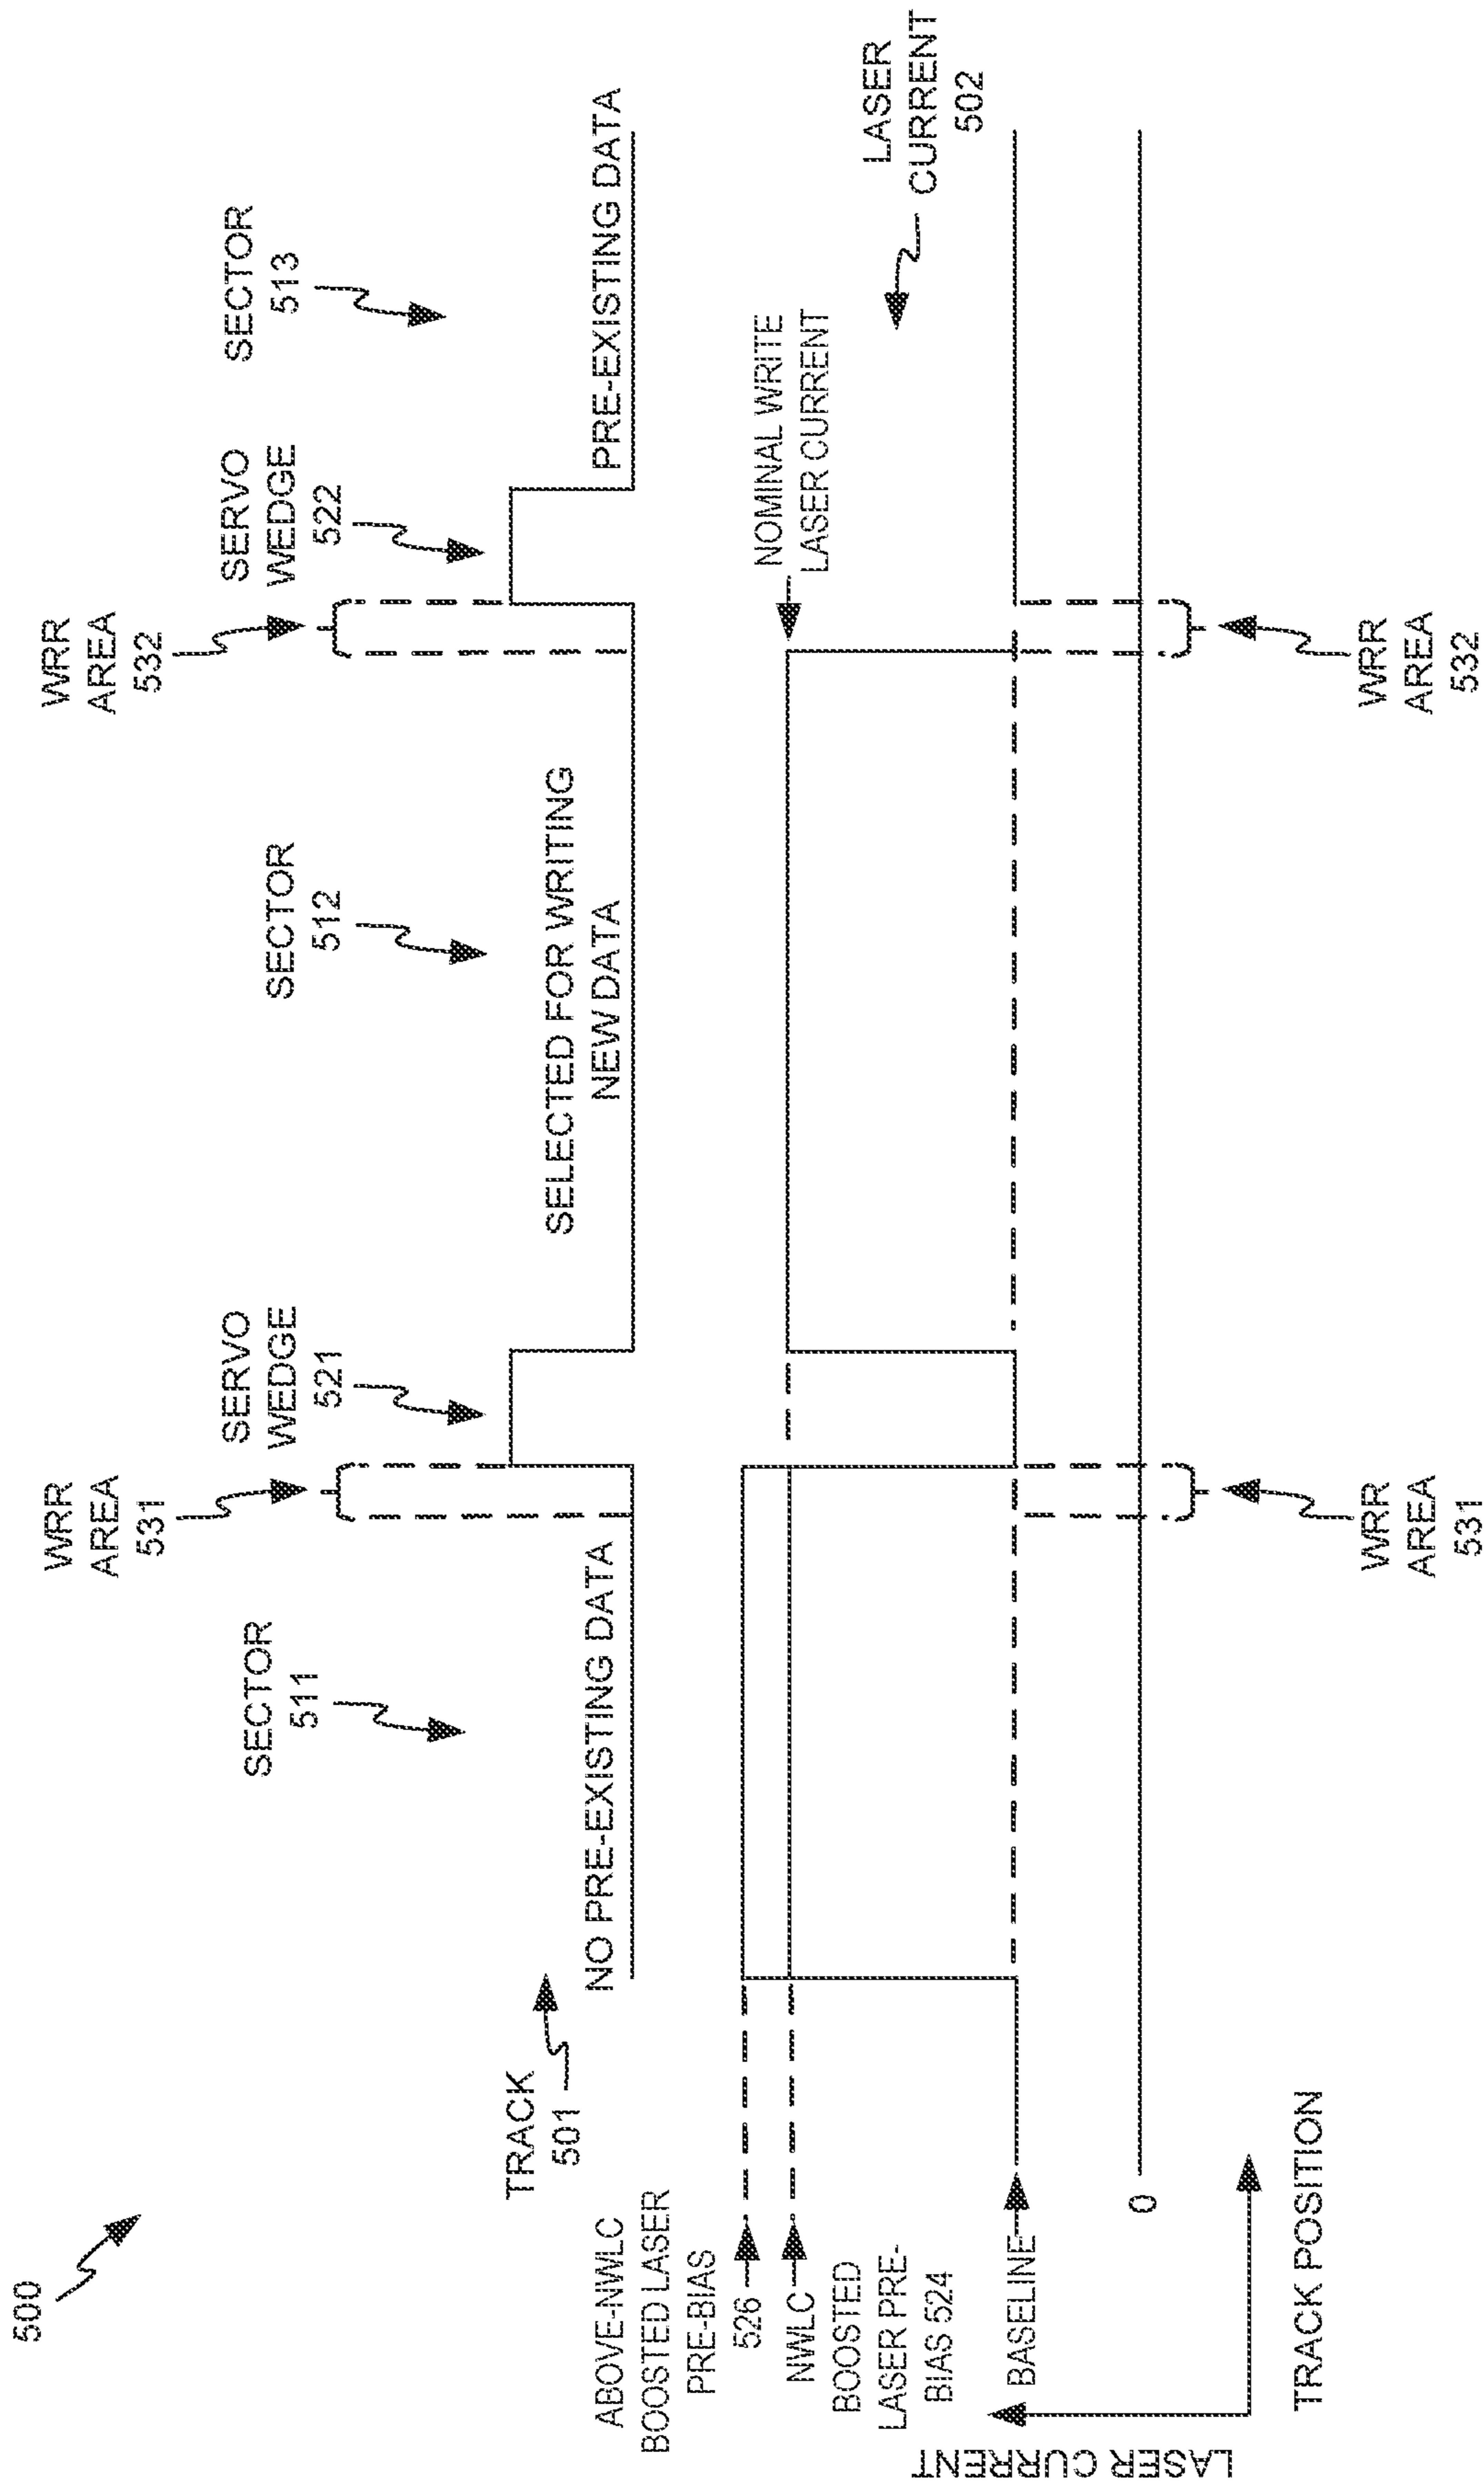 500
WRR
AREA
531
WRR
AREA
532
SECTOR
511
SERVO
WEDGE
521
SECTOR
512
SERVO
WEDGE
522
SECTOR
513
TRACK
501
NO PRE-EXISTING DATA
SELECTED FOR WRITING
NEW DATA
PRE-EXISTING DATA
ABOVE-NWLC
BOOSTED LASER
PRE-BIAS
526
NWLC
BOOSTED
LASER PRE-
BIAS 524
BASELINE
0
NOMINAL WRITE
LASER CURRENT
LASER
CURRENT
502
LASER CURRENT
TRACK POSITION
WRR
AREA
531
WRR
AREA
532